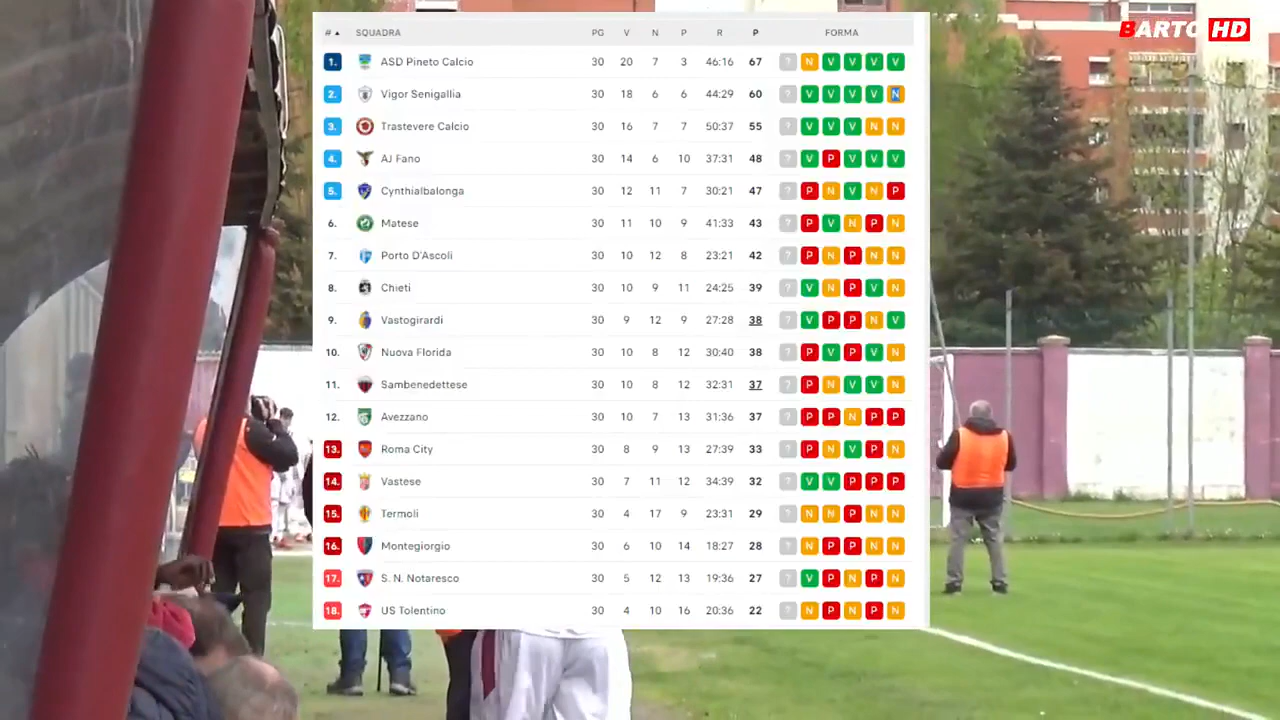 BARTO HD
# ▲ SQUADRA PG V N P R P FORMA
1. ASD Pineto Calcio 30 20 7 3 46:16 67 ? N V V V V
2. Vigor Senigallia 30 18 6 6 44:29 60 ? V V V V N
3. Trastevere Calcio 30 16 7 7 50:37 55 ? V V V N N
4. AJ Fano 30 14 6 10 37:31 48 ? V P V V V
5. Cynthialbalonga 30 12 11 7 30:21 47 ? P N V N P
6. Matese 30 11 10 9 41:33 43 ? P V N P N
7. Porto D'Ascoli 30 10 12 8 23:21 42 ? P N P N N
8. Chieti 30 10 9 11 24:25 39 ? V N P V N
9. Vastogirardi 30 9 12 9 27:28 38 ? V P P N V
10. Nuova Florida 30 10 8 12 30:40 38 ? P V P V N
11. Sambenedettese 30 10 8 12 32:31 37 ? P N V V N
12. Avezzano 30 10 7 13 31:36 37 ? P P N P P
13. Roma City 30 8 9 13 27:39 33 ? P N V P N
14. Vastese 30 7 11 12 34:39 32 ? V V P P P
15. Termoli 30 4 17 9 23:31 29 ? N N P N N
16. Montegiorgio 30 6 10 14 18:27 28 ? N P P N N
17. S. N. Notaresco 30 5 12 13 19:36 27 ? V P N P N
18. US Tolentino 30 4 10 16 20:36 22 ? N P N P N